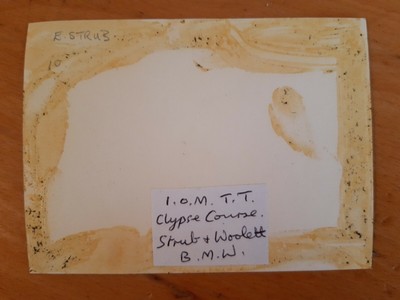 E. STRUB.
I.O.M. T.T.
Clypse Course.
Strub + Woolett
B.M.W.